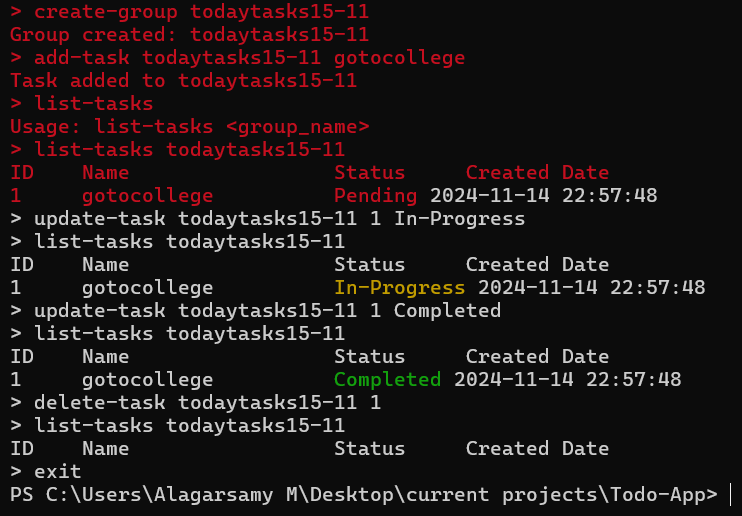 > create-group todaytasks15-11
Group created: todaytasks15-11
> add-task todaytasks15-11 gotocollege
Task added to todaytasks15-11
> list-tasks
Usage: list-tasks <group_name>
> list-tasks todaytasks15-11
ID    Name                 Status     Created Date
1     gotocollege          Pending 2024-11-14 22:57:48
> update-task todaytasks15-11 1 In-Progress
> list-tasks todaytasks15-11
ID    Name                 Status     Created Date
1     gotocollege          In-Progress 2024-11-14 22:57:48
> update-task todaytasks15-11 1 Completed
> list-tasks todaytasks15-11
ID    Name                 Status     Created Date
1     gotocollege          Completed 2024-11-14 22:57:48
> delete-task todaytasks15-11 1
> list-tasks todaytasks15-11
ID    Name                 Status     Created Date
> exit
PS C:\Users\Alagarsamy M\Desktop\current projects\Todo-App>